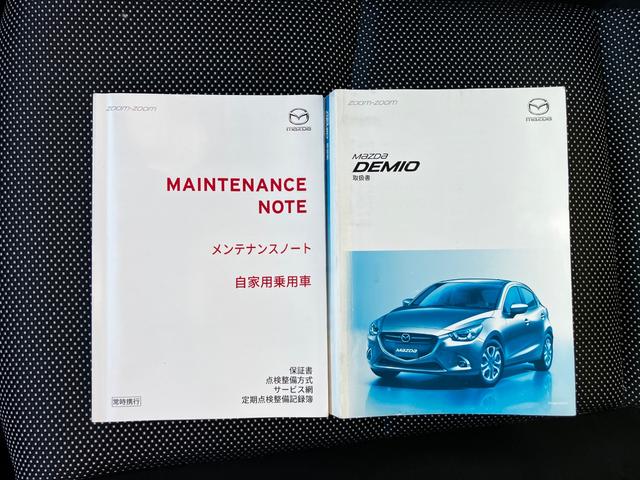 zoom-zoom
mazda
MAINTENANCE
NOTE
メンテナンスノート
自家用乗用車
保証書
点検整備方式
サービス網
定期点検整備記録簿
常時携行
zoom-zoom
mazda
mazda
DEMIO
取扱書
mazda